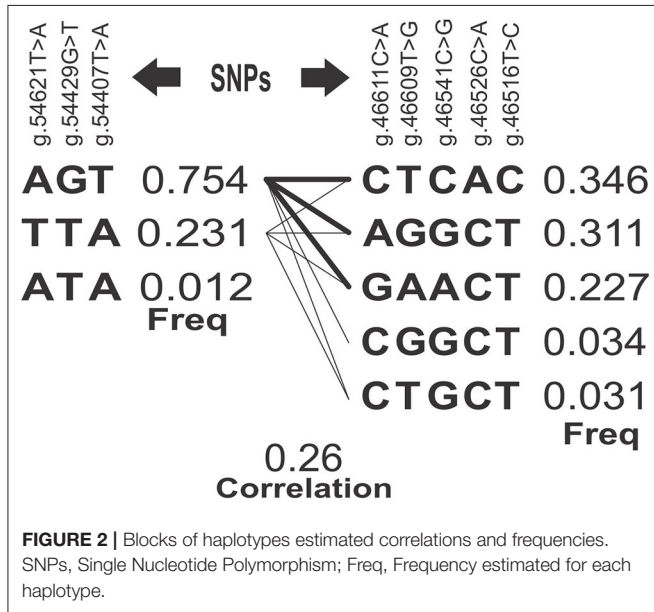 g.54621T>A
g.54429G>T
g.54407T>A
SNPs
g.46611C>A
g.46609T>G
g.46541C>G
g.46526C>A
g.46516T>C
AGT 0.754 CTCAC 0.346
TTA 0.231 AGGCT 0.311
ATA 0.012 GAACT 0.227
Freq CGGCT 0.034
CTGCT 0.031
Freq
0.26
Correlation
FIGURE 2 | Blocks of haplotypes estimated correlations and frequencies.
SNPs, Single Nucleotide Polymorphism; Freq, Frequency estimated for each
haplotype.